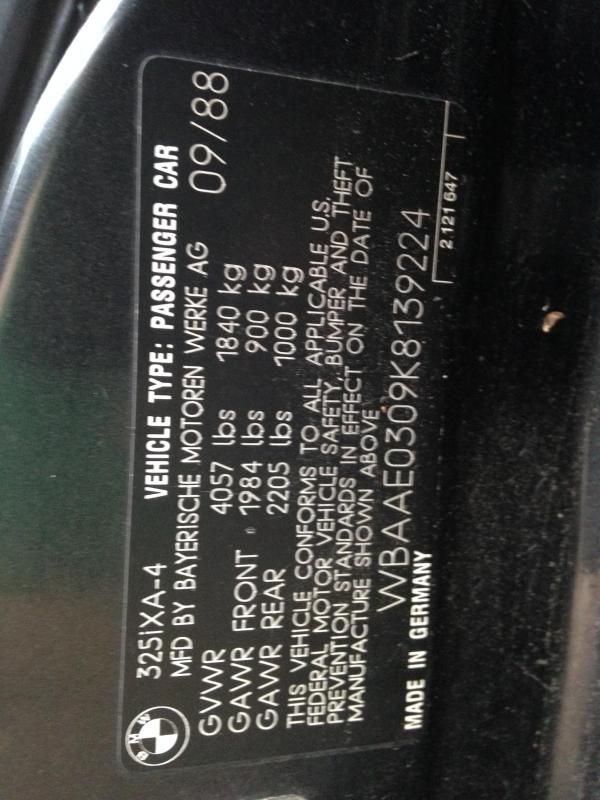 BMW
325iXA-4 VEHICLE TYPE: PASSENGER CAR
MFD BY BAYERISCHE MOTOREN WERKE AG 09/88
GVWR 4057 lbs 1840 kg
GAWR FRONT 1984 lbs 900 kg
GAWR REAR 2205 lbs 1000 kg
THIS VEHICLE CONFORMS TO ALL APPLICABLE U.S.
FEDERAL MOTOR VEHICLE SAFETY, BUMPER AND THEFT
PREVENTION STANDARDS IN EFFECT ON THE DATE OF
MANUFACTURE SHOWN ABOVE
WBAAE0309K8139224
MADE IN GERMANY 2.121 647